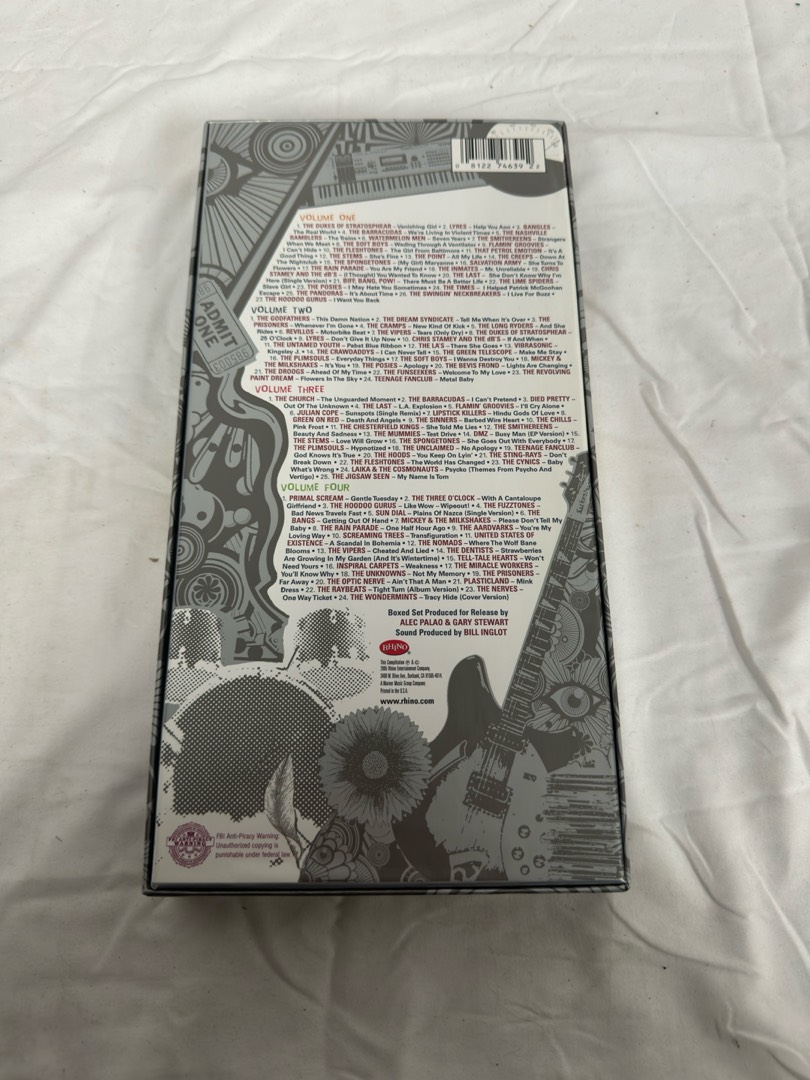 0 8122 74639 2
VOLUME ONE
1. THE DUKES OF STRATOSPHEAR – Vanishing Girl • 2. LYRES – Help You Ann • 3. BANGLES –
The Real World • 4. THE BARRACUDAS – We're Living In Violent Times • 5. THE NASHVILLE
RAMBLERS – The Trains • 6. WATERMELON MEN – Seven Years • 7. THE SMITHEREENS – Strangers
When We Meet • 8. THE SOFT BOYS – Wading Through A Ventilator • 9. FLAMIN' GROOVIES –
I Can't Hide • 10. THE FLESHTONES – The Girl From Baltimore • 11. THAT PETROL EMOTION – It's A
Good Thing • 12. THE STEMS – She's Fine • 13. THE POINT – All My Life • 14. THE CREEPS – Down At
The Nightclub • 15. THE SPONGETONES – (My Girl) Maryanne • 16. SALVATION ARMY – She Turns To
Flowers • 17. THE RAIN PARADE – You Are My Friend • 18. THE INMATES – Mr. Unreliable • 19. CHRIS
STAMEY AND THE dB'S – (I Thought) You Wanted To Know • 20. THE LAST – She Don't Know Why I'm
Here (Single Version) • 21. BIFF, BANG, POW! – There Must Be A Better Life • 22. THE LIME SPIDERS –
Slave Girl • 23. THE POSIES – I May Hate You Sometimes • 24. THE TIMES – I Helped Patrick McGoohan
Escape • 25. THE PANDORAS – It's About Time • 26. THE SWINGIN' NECKBREAKERS – I Live For Buzz •
27. THE HOODOO GURUS – I Want You Back
ADMIT
ONE
VOLUME TWO
1. THE GODFATHERS – This Damn Nation • 2. THE DREAM SYNDICATE – Tell Me When It's Over • 3. THE
PRISONERS – Whenever I'm Gone • 4. THE CRAMPS – New Kind Of Kick • 5. THE LONG RYDERS – And She
Rides • 6. REVILLOS – Motorbike Beat • 7. THE VIPERS – Tears (Only Dry) • 8. THE DUKES OF STRATOSPHEAR –
25 O'Clock • 9. LYRES – Don't Give It Up Now • 10. CHRIS STAMEY AND THE dB'S – If And When •
11. THE UNTAMED YOUTH – Pabst Blue Ribbon • 12. THE LA'S – There She Goes • 13. VIBRASONIC –
Kingsley J. • 14. THE CRAWDADDYS – I Can Never Tell • 15. THE GREEN TELESCOPE – Make Me Stay •
16. THE PLIMSOULS – Everyday Things • 17. THE SOFT BOYS – I Wanna Destroy You • 18. MICKEY &
THE MILKSHAKES – It's You • 19. THE POSIES – Apology • 20. THE BEVIS FROND – Lights Are Changing •
21. THE DROOGS – Ahead Of My Time • 22. THE FUNSEEKERS – Welcome To My Love • 23. THE REVOLVING
PAINT DREAM – Flowers In The Sky • 24. TEENAGE FANCLUB – Metal Baby
VOLUME THREE
1. THE CHURCH – The Unguarded Moment • 2. THE BARRACUDAS – I Can't Pretend • 3. DIED PRETTY –
Out Of The Unknown • 4. THE LAST – L.A. Explosion • 5. FLAMIN' GROOVIES – I'll Cry Alone •
6. JULIAN COPE – Sunspots (Single Remix) • 7. LIPSTICK KILLERS – Hindu Gods Of Love • 8.
GREEN ON RED – Death And Angels • 9. THE SINNERS – Barbed Wire Heart • 10. THE CHILLS –
Pink Frost • 11. THE CHESTERFIELD KINGS – She Told Me Lies • 12. THE SMITHEREENS –
Beauty And Sadness • 13. THE MUMMIES – Test Drive • 14. DMZ – Busy Man (EP Version) • 15.
THE STEMS – Love Will Grow • 16. THE SPONGETONES – She Goes Out With Everybody • 17.
THE PLIMSOULS – Hypnotized • 18. THE UNCLAIMED – No Apology • 19. TEENAGE FANCLUB –
God Knows It's True • 20. THE HOODS – You Keep On Lyin' • 21. THE STING-RAYS – Don't
Break Down • 22. THE FLESHTONES – The World Has Changed • 23. THE CYNICS – Baby
What's Wrong • 24. LAIKA & THE COSMONAUTS – Psycho (Themes From Psycho And
Vertigo) • 25. THE JIGSAW SEEN – My Name Is Tom
VOLUME FOUR
1. PRIMAL SCREAM – Gentle Tuesday • 2. THE THREE O'CLOCK – With A Cantaloupe
Girlfriend • 3. THE HOODOO GURUS – Like Wow – Wipeout! • 4. THE FUZZTONES –
Bad News Travels Fast • 5. SUN DIAL – Plains Of Nazca (Single Version) • 6. THE
BANGS – Getting Out Of Hand • 7. MICKEY & THE MILKSHAKES – Please Don't Tell My
Baby • 8. THE RAIN PARADE – One Half Hour Ago • 9. THE AARDVARKS – You're My
Loving Way • 10. SCREAMING TREES – Transfiguration • 11. UNITED STATES OF
EXISTENCE – A Scandal In Bohemia • 12. THE NOMADS – Where The Wolf Bane
Blooms • 13. THE VIPERS – Cheated And Lied • 14. THE DENTISTS – Strawberries
Are Growing In My Garden (And It's Wintertime) • 15. TELL-TALE HEARTS – Won't
Need Yours • 16. INSPIRAL CARPETS – Weakness • 17. THE MIRACLE WORKERS –
You'll Know Why • 18. THE UNKNOWNS – Not My Memory • 19. THE PRISONERS –
Far Away • 20. THE OPTIC NERVE – Ain't That A Man • 21. PLASTICLAND – Mink
Dress • 22. THE RAYBEATS – Tight Turn (Album Version) • 23. THE NERVES –
One Way Ticket • 24. THE WONDERMINTS – Tracy Hide (Cover Version)
Boxed Set Produced for Release by
ALEC PALAO & GARY STEWART
Sound Produced by BILL INGLOT
RHINO
This Compilation ℗ & ©
2005 Rhino Entertainment Company,
3400 W. Olive Ave., Burbank, CA 91505-4614.
A Warner Music Group Company.
Printed in the U.S.A.
www.rhino.com
FBI ANTI-PIRACY
WARNING
FBI Anti-Piracy Warning:
Unauthorized copying is
punishable under federal law.